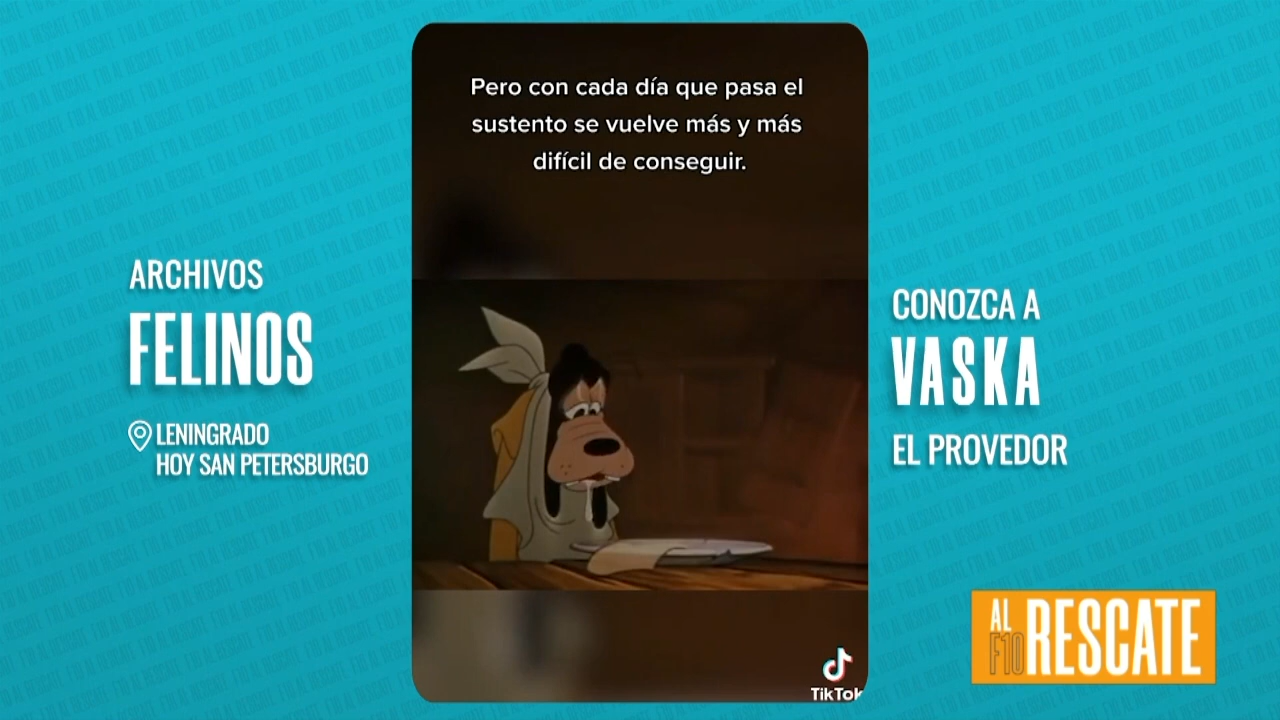 Pero con cada día que pasa el
sustento se vuelve más y más
difícil de conseguir.
ARCHIVOS
FELINOS
LENINGRADO
HOY SAN PETERSBURGO
CONOZCA A
VASKA
EL PROVEDOR
AL
F10
RESCATE
TikTok